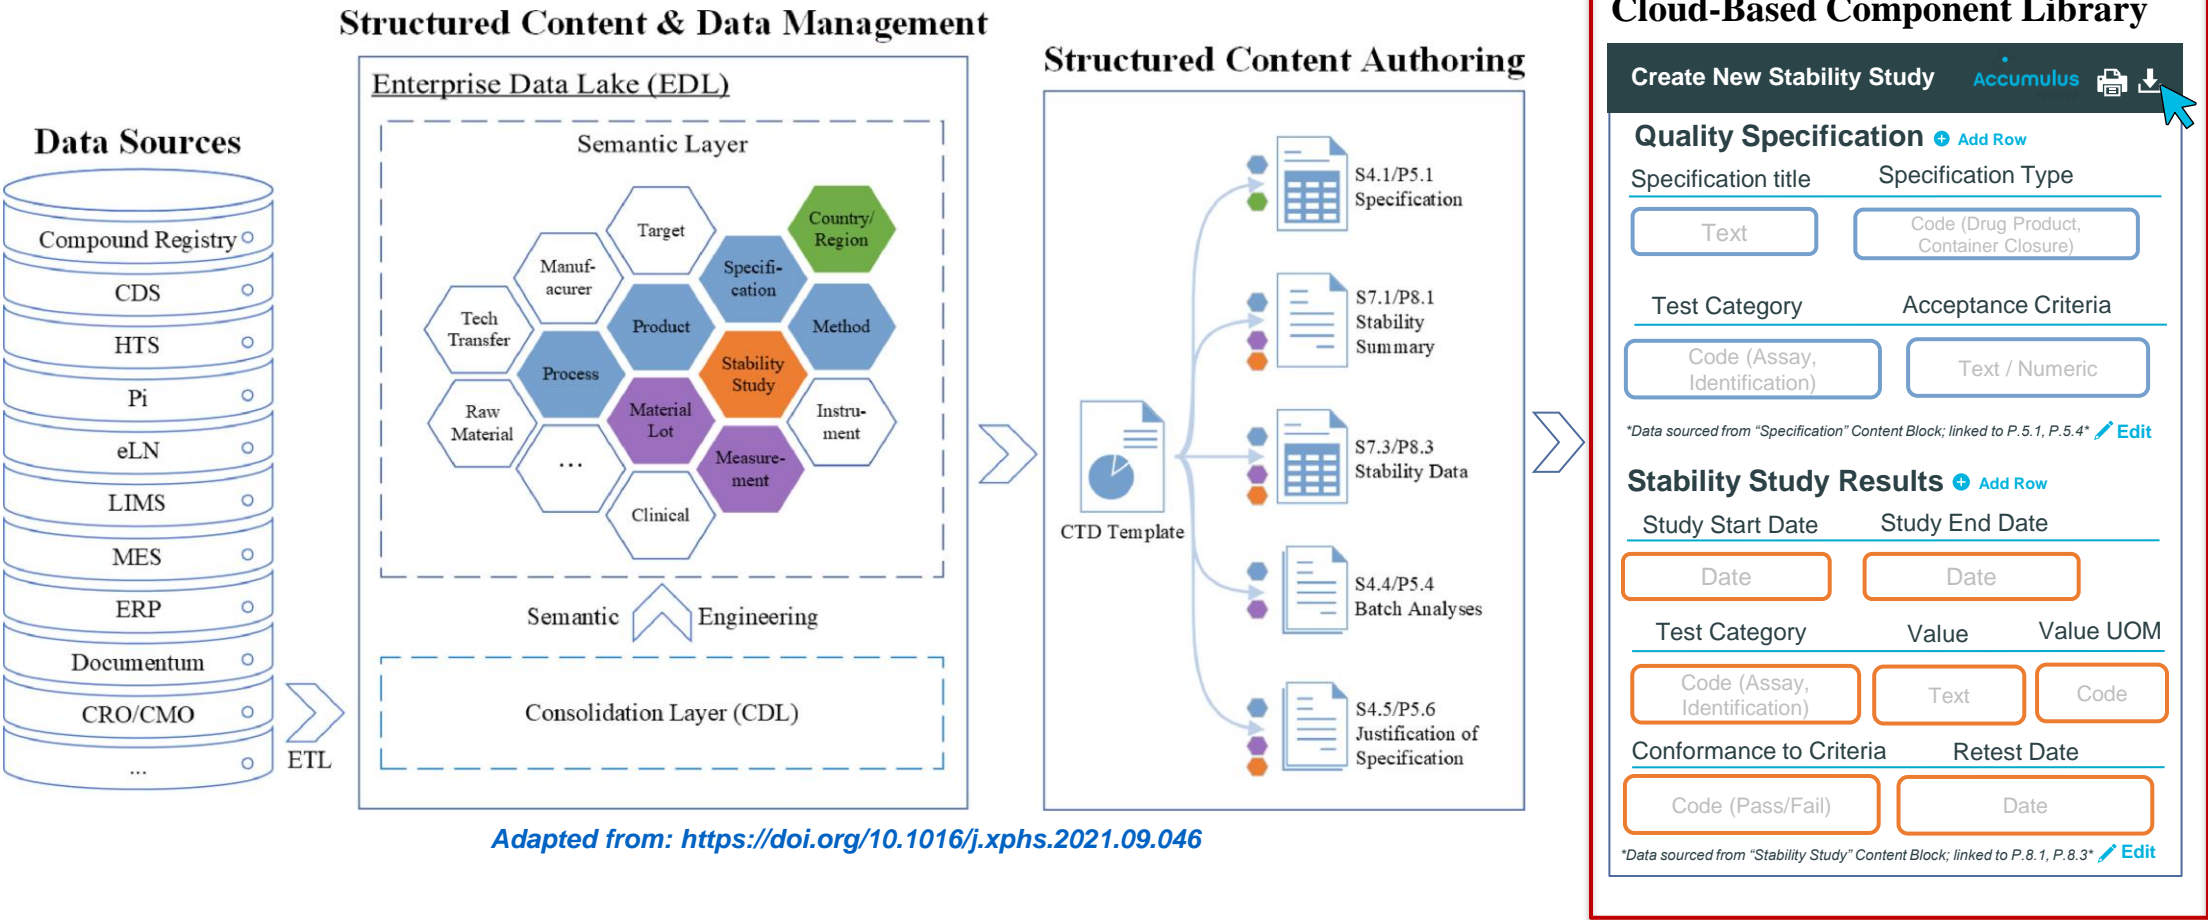 Structured Content & Data Management
Structured Content Authoring
Cloud-Based Component Library
Data Sources
Compound Registry
CDS
HTS
Pi
eLN
LIMS
MES
ERP
Documentum
CRO/CMO
...
ETL
Enterprise Data Lake (EDL)
Semantic Layer
Target
Country/
Region
Manuf-
acurer
Specifi-
cation
Tech
Transfer
Product
Method
Process
Stability
Study
Raw
Material
Material
Lot
Instru-
ment
...
Measure-
ment
Clinical
Semantic Engineering
Consolidation Layer (CDL)
CTD Template
S4.1/P5.1
Specification
S7.1/P8.1
Stability
Summary
S7.3/P8.3
Stability Data
S4.4/P5.4
Batch Analyses
S4.5/P5.6
Justification of
Specification
Create New Stability Study Accumulus
Quality Specification Add Row
Specification title Specification Type
Text
Code (Drug Product,
Container Closure)
Test Category Acceptance Criteria
Code (Assay,
Identification)
Text / Numeric
*Data sourced from “Specification” Content Block; linked to P.5.1, P.5.4* Edit
Stability Study Results Add Row
Study Start Date Study End Date
Date Date
Test Category Value Value UOM
Code (Assay,
Identification)
Text Code
Conformance to Criteria Retest Date
Code (Pass/Fail) Date
*Data sourced from “Stability Study” Content Block; linked to P.8.1, P.8.3* Edit
Adapted from: https://doi.org/10.1016/j.xphs.2021.09.046